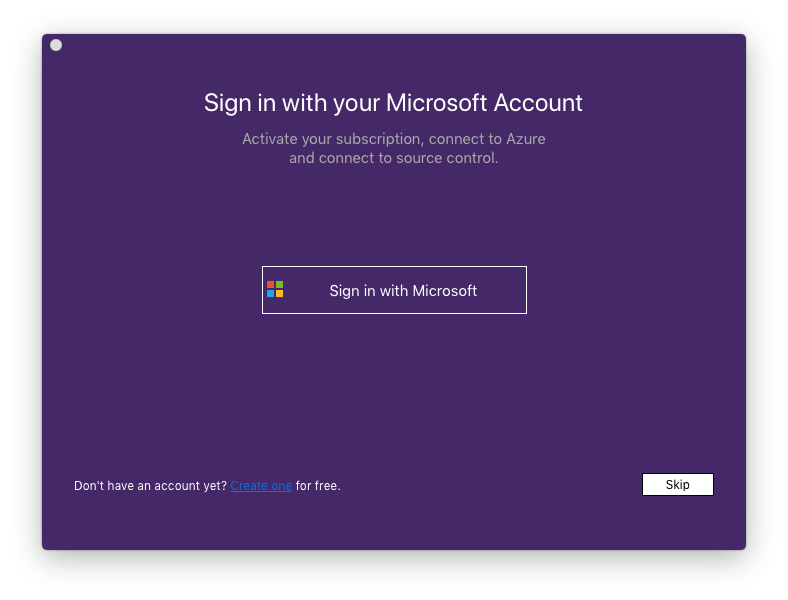 Sign in with your Microsoft Account
Activate your subscription, connect to Azure
and connect to source control.
Sign in with Microsoft
Don't have an account yet? Create one for free.
Skip